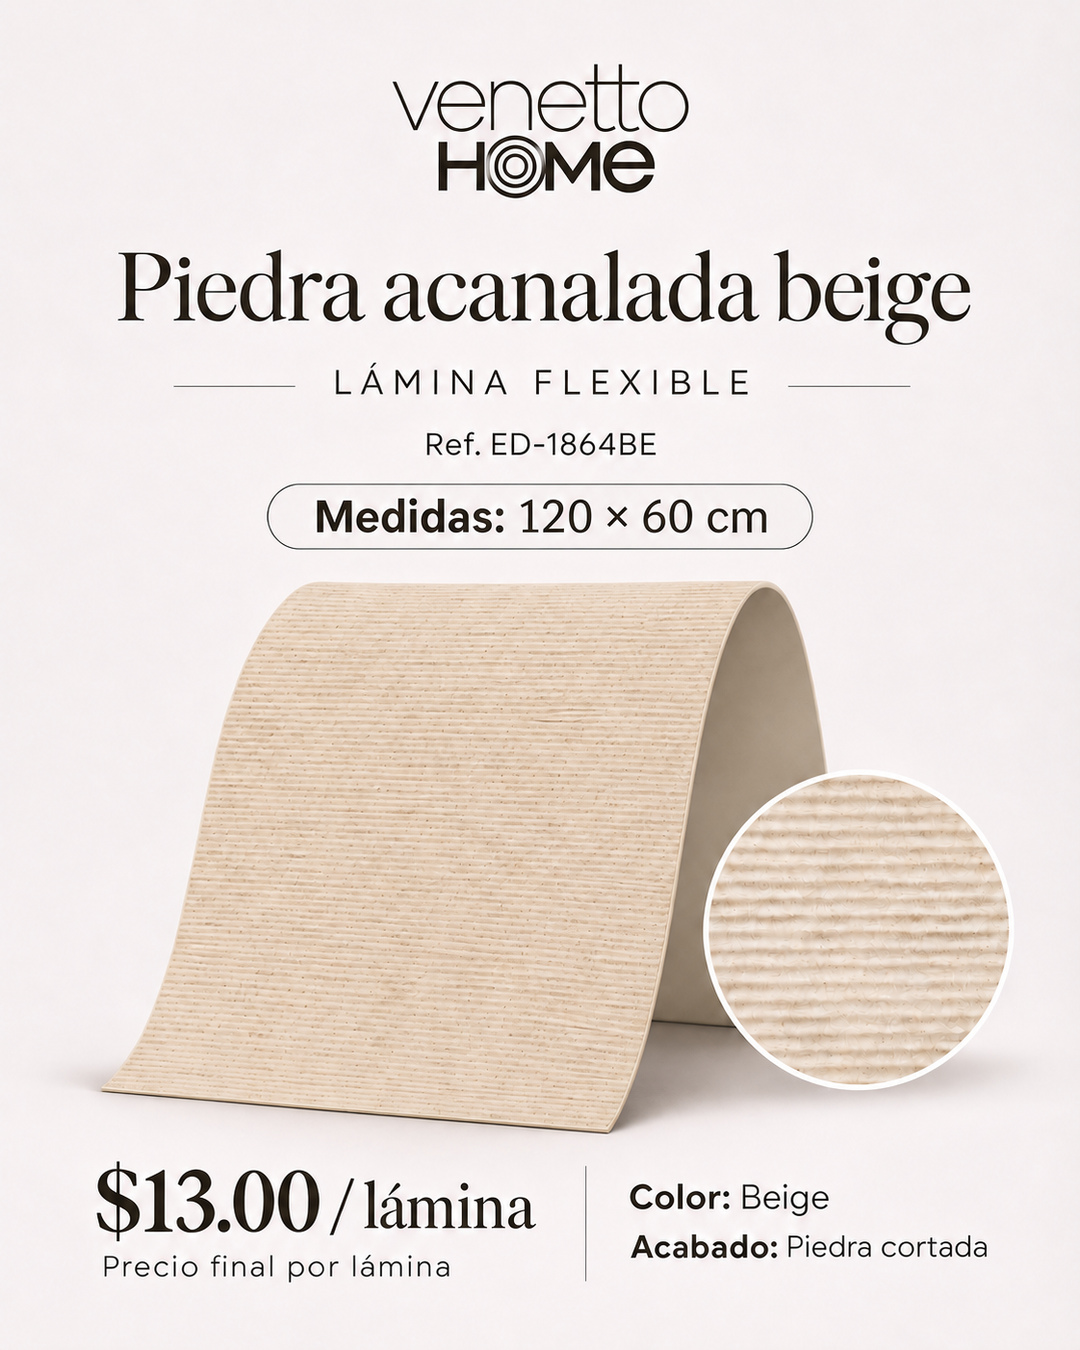 venetto
HOMe
Piedra acanalada beige
LÁMINA FLEXIBLE
Ref. ED-1864BE
Medidas: 120 × 60 cm
$13.00 / lámina
Precio final por lámina
Color: Beige
Acabado: Piedra cortada